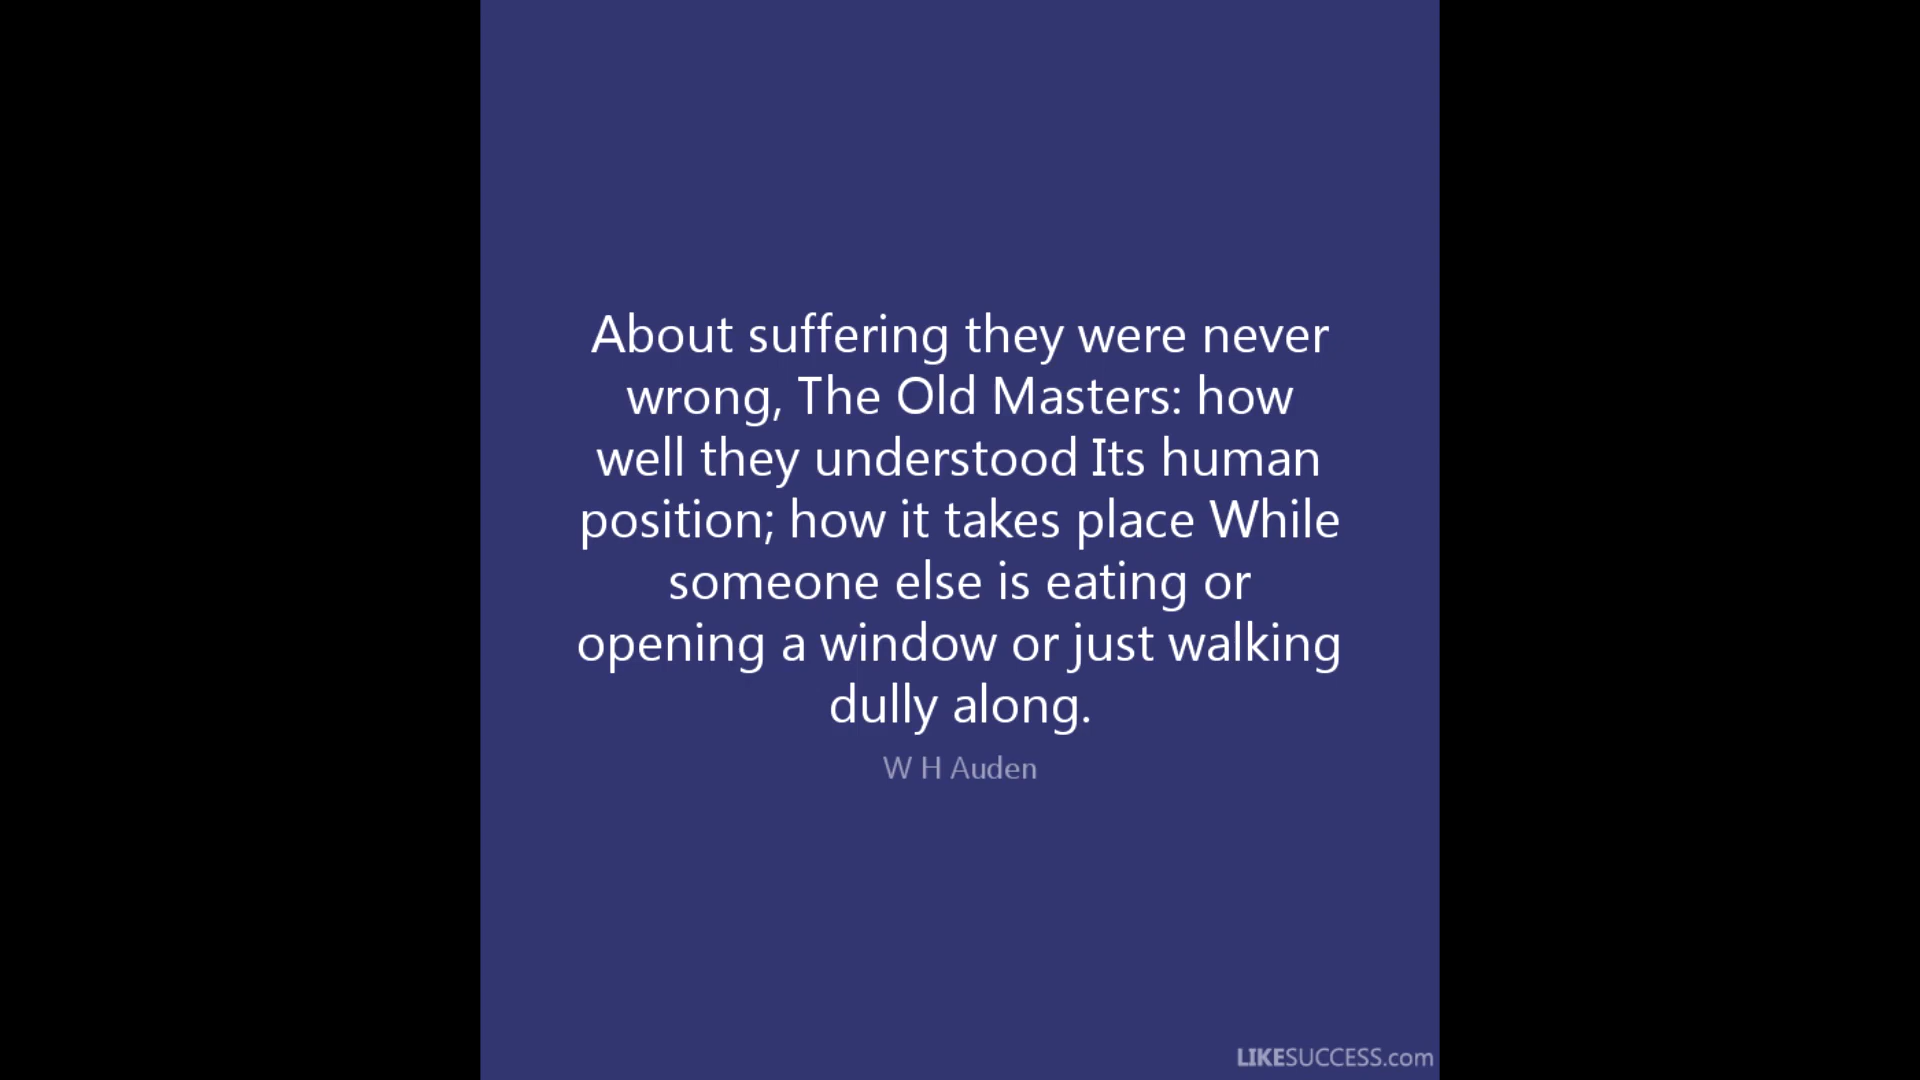 About suffering they were never
wrong, The Old Masters: how
well they understood Its human
position; how it takes place While
someone else is eating or
opening a window or just walking
dully along.
W H Auden
LIKESUCCESS.com